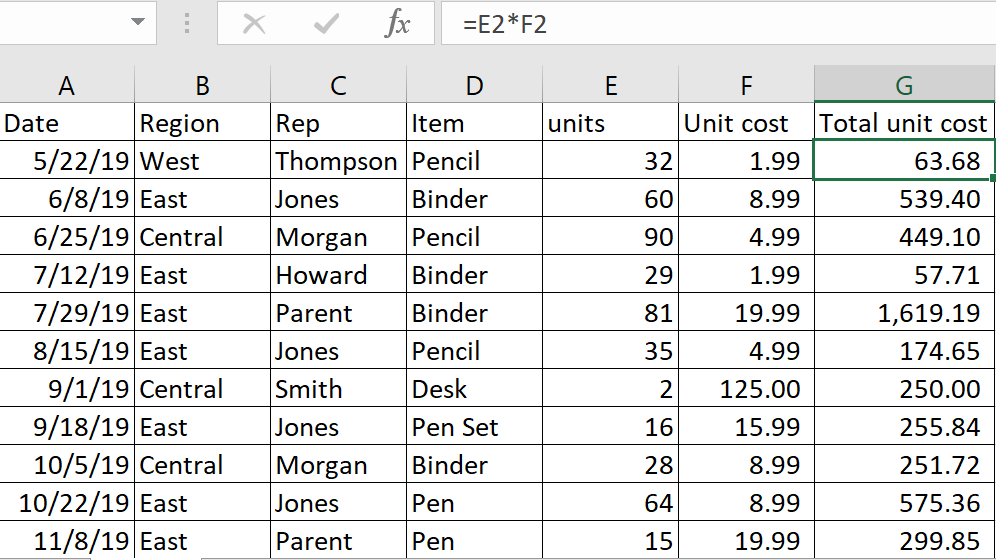 fx =E2*F2
A B C D E F G
Date Region Rep Item units Unit cost Total unit cost
5/22/19 West Thompson Pencil 32 1.99 63.68
6/8/19 East Jones Binder 60 8.99 539.40
6/25/19 Central Morgan Pencil 90 4.99 449.10
7/12/19 East Howard Binder 29 1.99 57.71
7/29/19 East Parent Binder 81 19.99 1,619.19
8/15/19 East Jones Pencil 35 4.99 174.65
9/1/19 Central Smith Desk 2 125.00 250.00
9/18/19 East Jones Pen Set 16 15.99 255.84
10/5/19 Central Morgan Binder 28 8.99 251.72
10/22/19 East Jones Pen 64 8.99 575.36
11/8/19 East Parent Pen 15 19.99 299.85